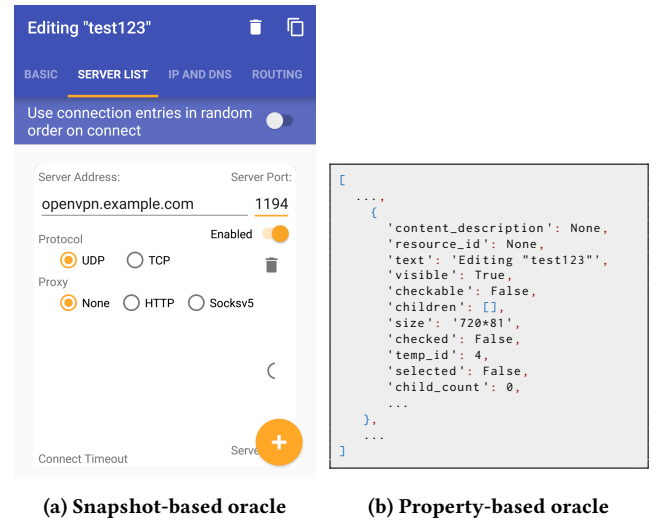 Editing "test123"
BASIC SERVER LIST IP AND DNS ROUTING
Use connection entries in random
order on connect
Server Address: Server Port:
openvpn.example.com 1194
Protocol Enabled
UDP TCP
Proxy
None HTTP Socksv5
Connect Timeout Serve
+
(a) Snapshot-based oracle
[
...,
{
'content_description': None,
'resource_id': None,
'text': 'Editing "test123"',
'visible': True,
'checkable': False,
'children': [],
'size': '720*81',
'checked': False,
'temp_id': 4,
'selected': False,
'child_count': 0,
...
},
...
]
(b) Property-based oracle